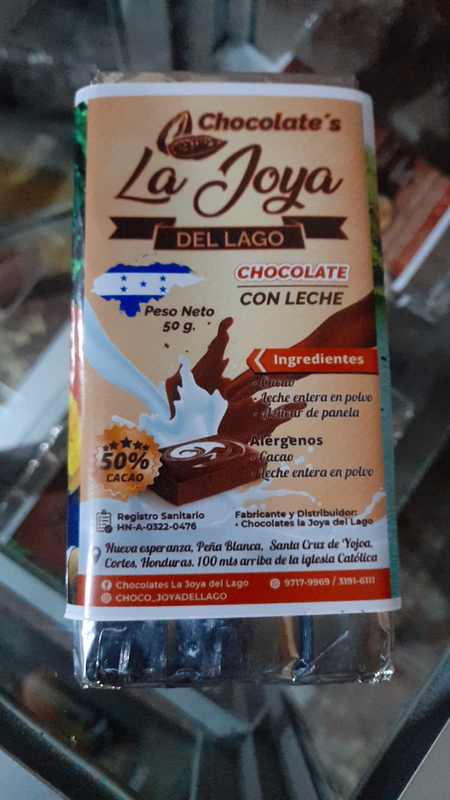 Chocolate´s
La Joya
DEL LAGO
CHOCOLATE
CON LECHE
Peso Neto
50 g.
Ingredientes
• Cacao
• Leche entera en polvo
• Azúcar de panela
Alérgenos
• Cacao
• Leche entera en polvo
50%
CACAO
Registro Sanitario
HN-A-0322-0476
Fabricante y Distribuidor:
• Chocolates la Joya del Lago
Nueva esperanza, Peña Blanca, Santa Cruz de Yojoa,
Cortes, Honduras. 100 mts arriba de la iglesia Católica
Chocolates La Joya del Lago
9717-9969 / 3191-6111
CHOCO_JOYADELLAGO